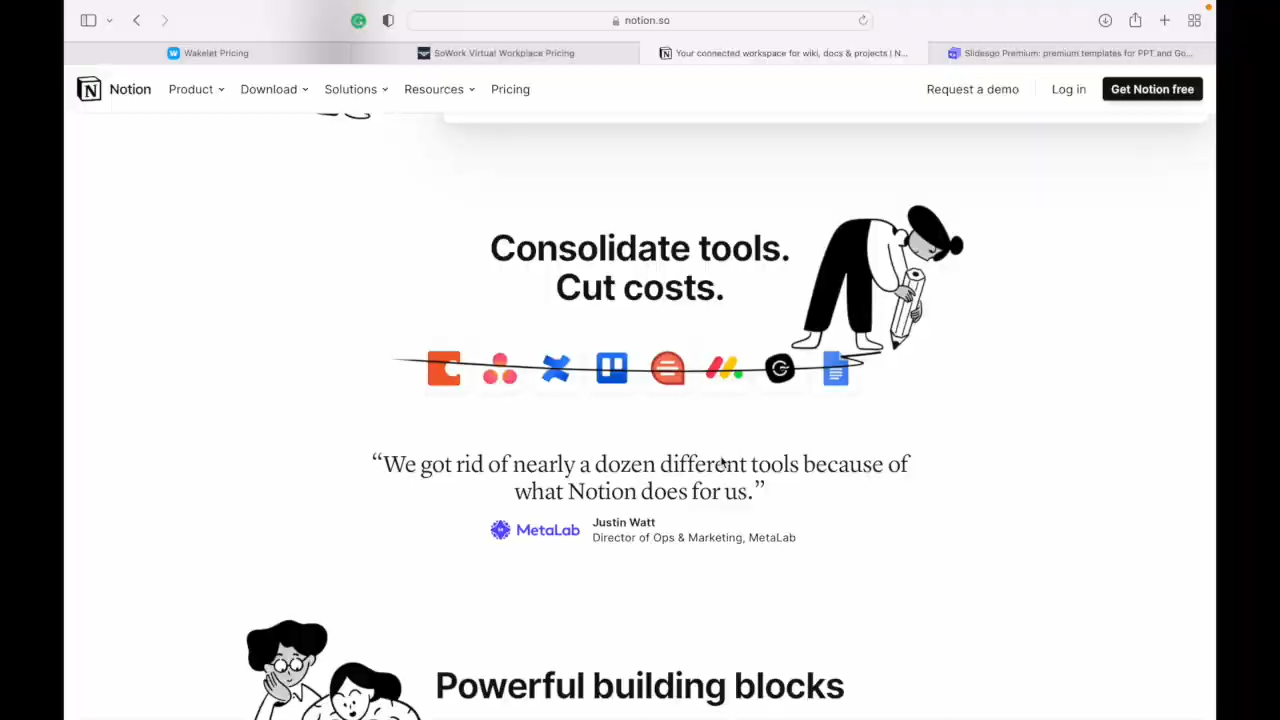 notion.so
Wakelet Pricing
SoWork Virtual Workplace Pricing
Your connected workspace for wiki, docs & projects | N...
Slidesgo Premium: premium templates for PPT and Go...
Notion
Product
Download
Solutions
Resources
Pricing
Request a demo
Log in
Get Notion free
Consolidate tools.
Cut costs.
“We got rid of nearly a dozen different tools because of
what Notion does for us.”
MetaLab
Justin Watt
Director of Ops & Marketing, MetaLab
Powerful building blocks